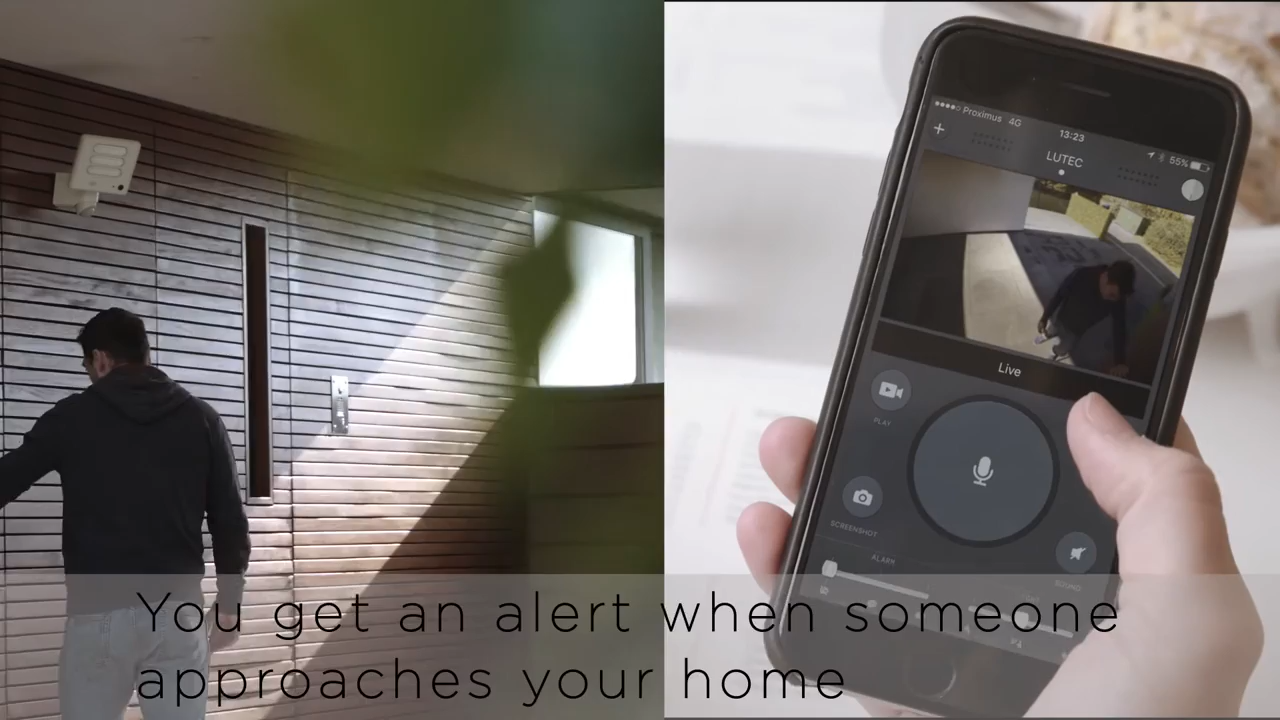 Proximus 4G
13:23
55%
LUTEC
Live
PLAY
SCREENSHOT
ALARM
SOUND
You get an alert when someone
approaches your home